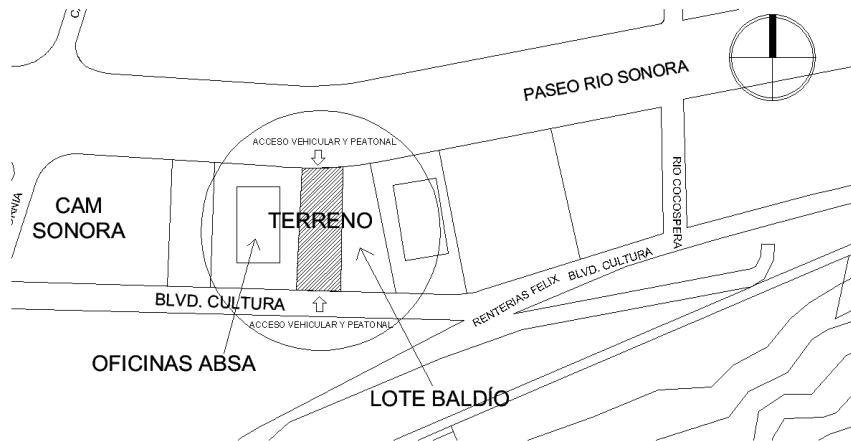 PASEO RIO SONORA
ACCESO VEHICULAR Y PEATONAL
CAM
SONORA
TERRENO
RIO COCOSPERA
BLVD. CULTURA
RENTERIAS FELIX BLVD. CULTURA
ACCESO VEHICULAR Y PEATONAL
OFICINAS ABSA
LOTE BALDÍO